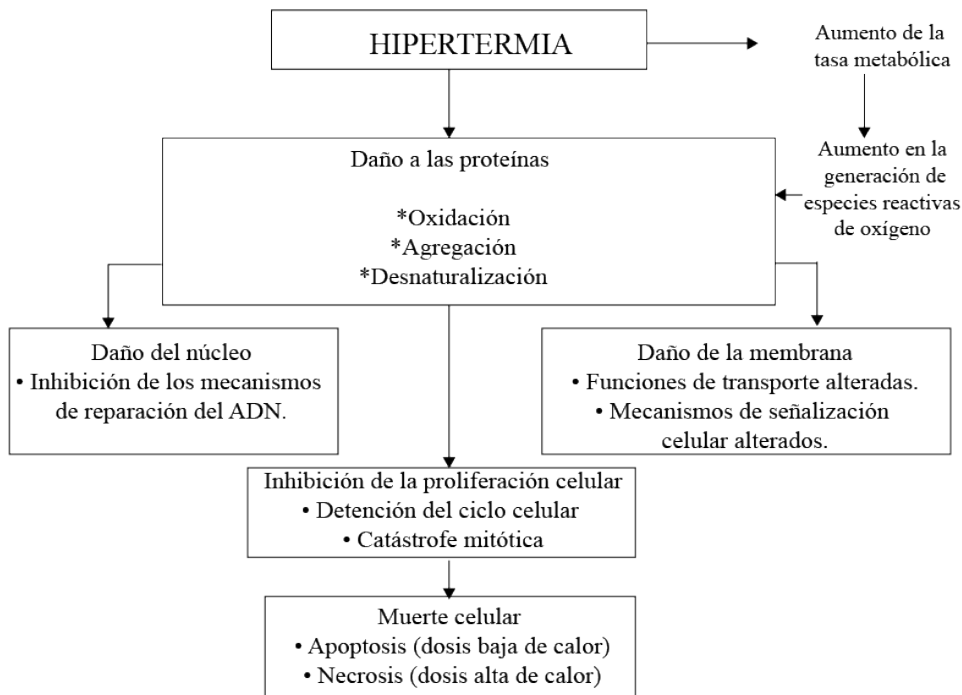 HIPERTERMIA
Aumento de la
tasa metabólica
Aumento en la
generación de
especies reactivas
de oxígeno
Daño a las proteínas
*Oxidación
*Agregación
*Desnaturalización
Daño del núcleo
• Inhibición de los mecanismos
de reparación del ADN.
Daño de la membrana
• Funciones de transporte alteradas.
• Mecanismos de señalización
celular alterados.
Inhibición de la proliferación celular
• Detención del ciclo celular
• Catástrofe mitótica
Muerte celular
• Apoptosis (dosis baja de calor)
• Necrosis (dosis alta de calor)